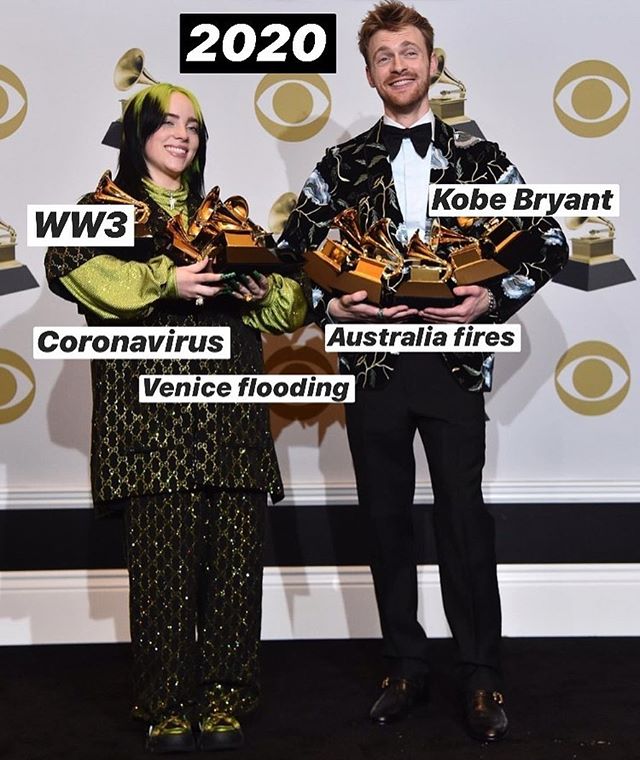 2020
WW3
Kobe Bryant
Coronavirus
Australia fires
Venice flooding